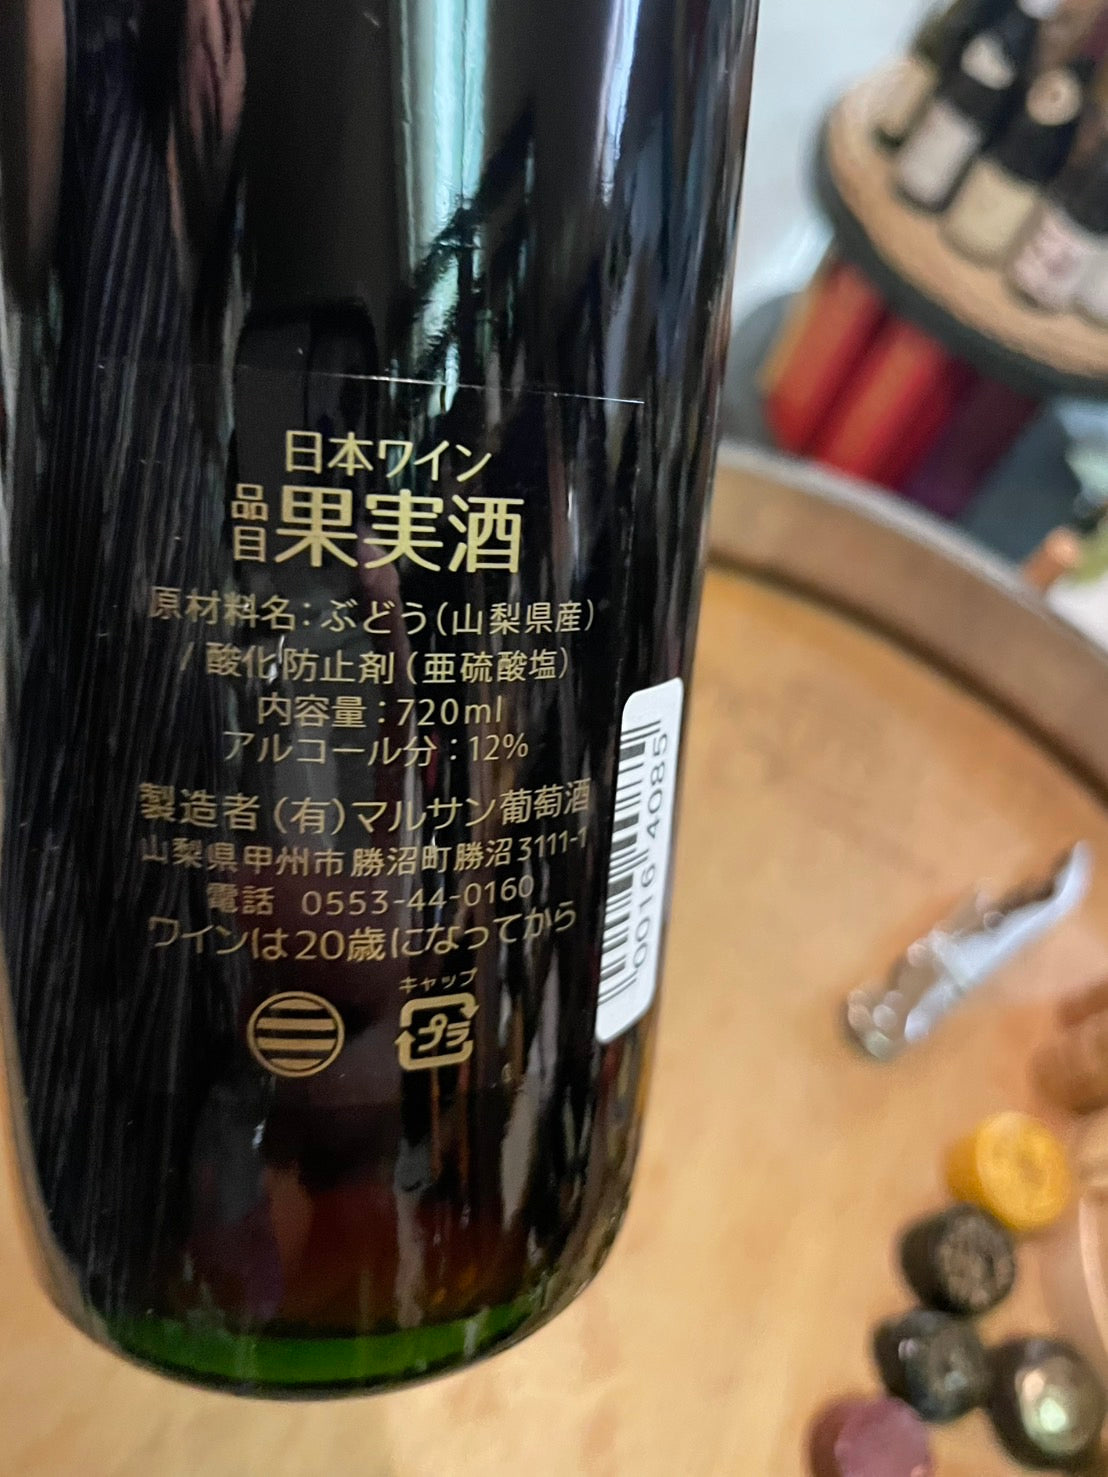 日本ワイン
品目 果実酒
原材料名：ぶどう（山梨県産）
/ 酸化防止剤（亜硫酸塩）
内容量：720ml
アルコール分：12%
製造者（有）マルサン葡萄酒
山梨県甲州市勝沼町勝沼3111-1
電話 0553-44-0160
ワインは20歳になってから
キャップ
プラ
0016 4085